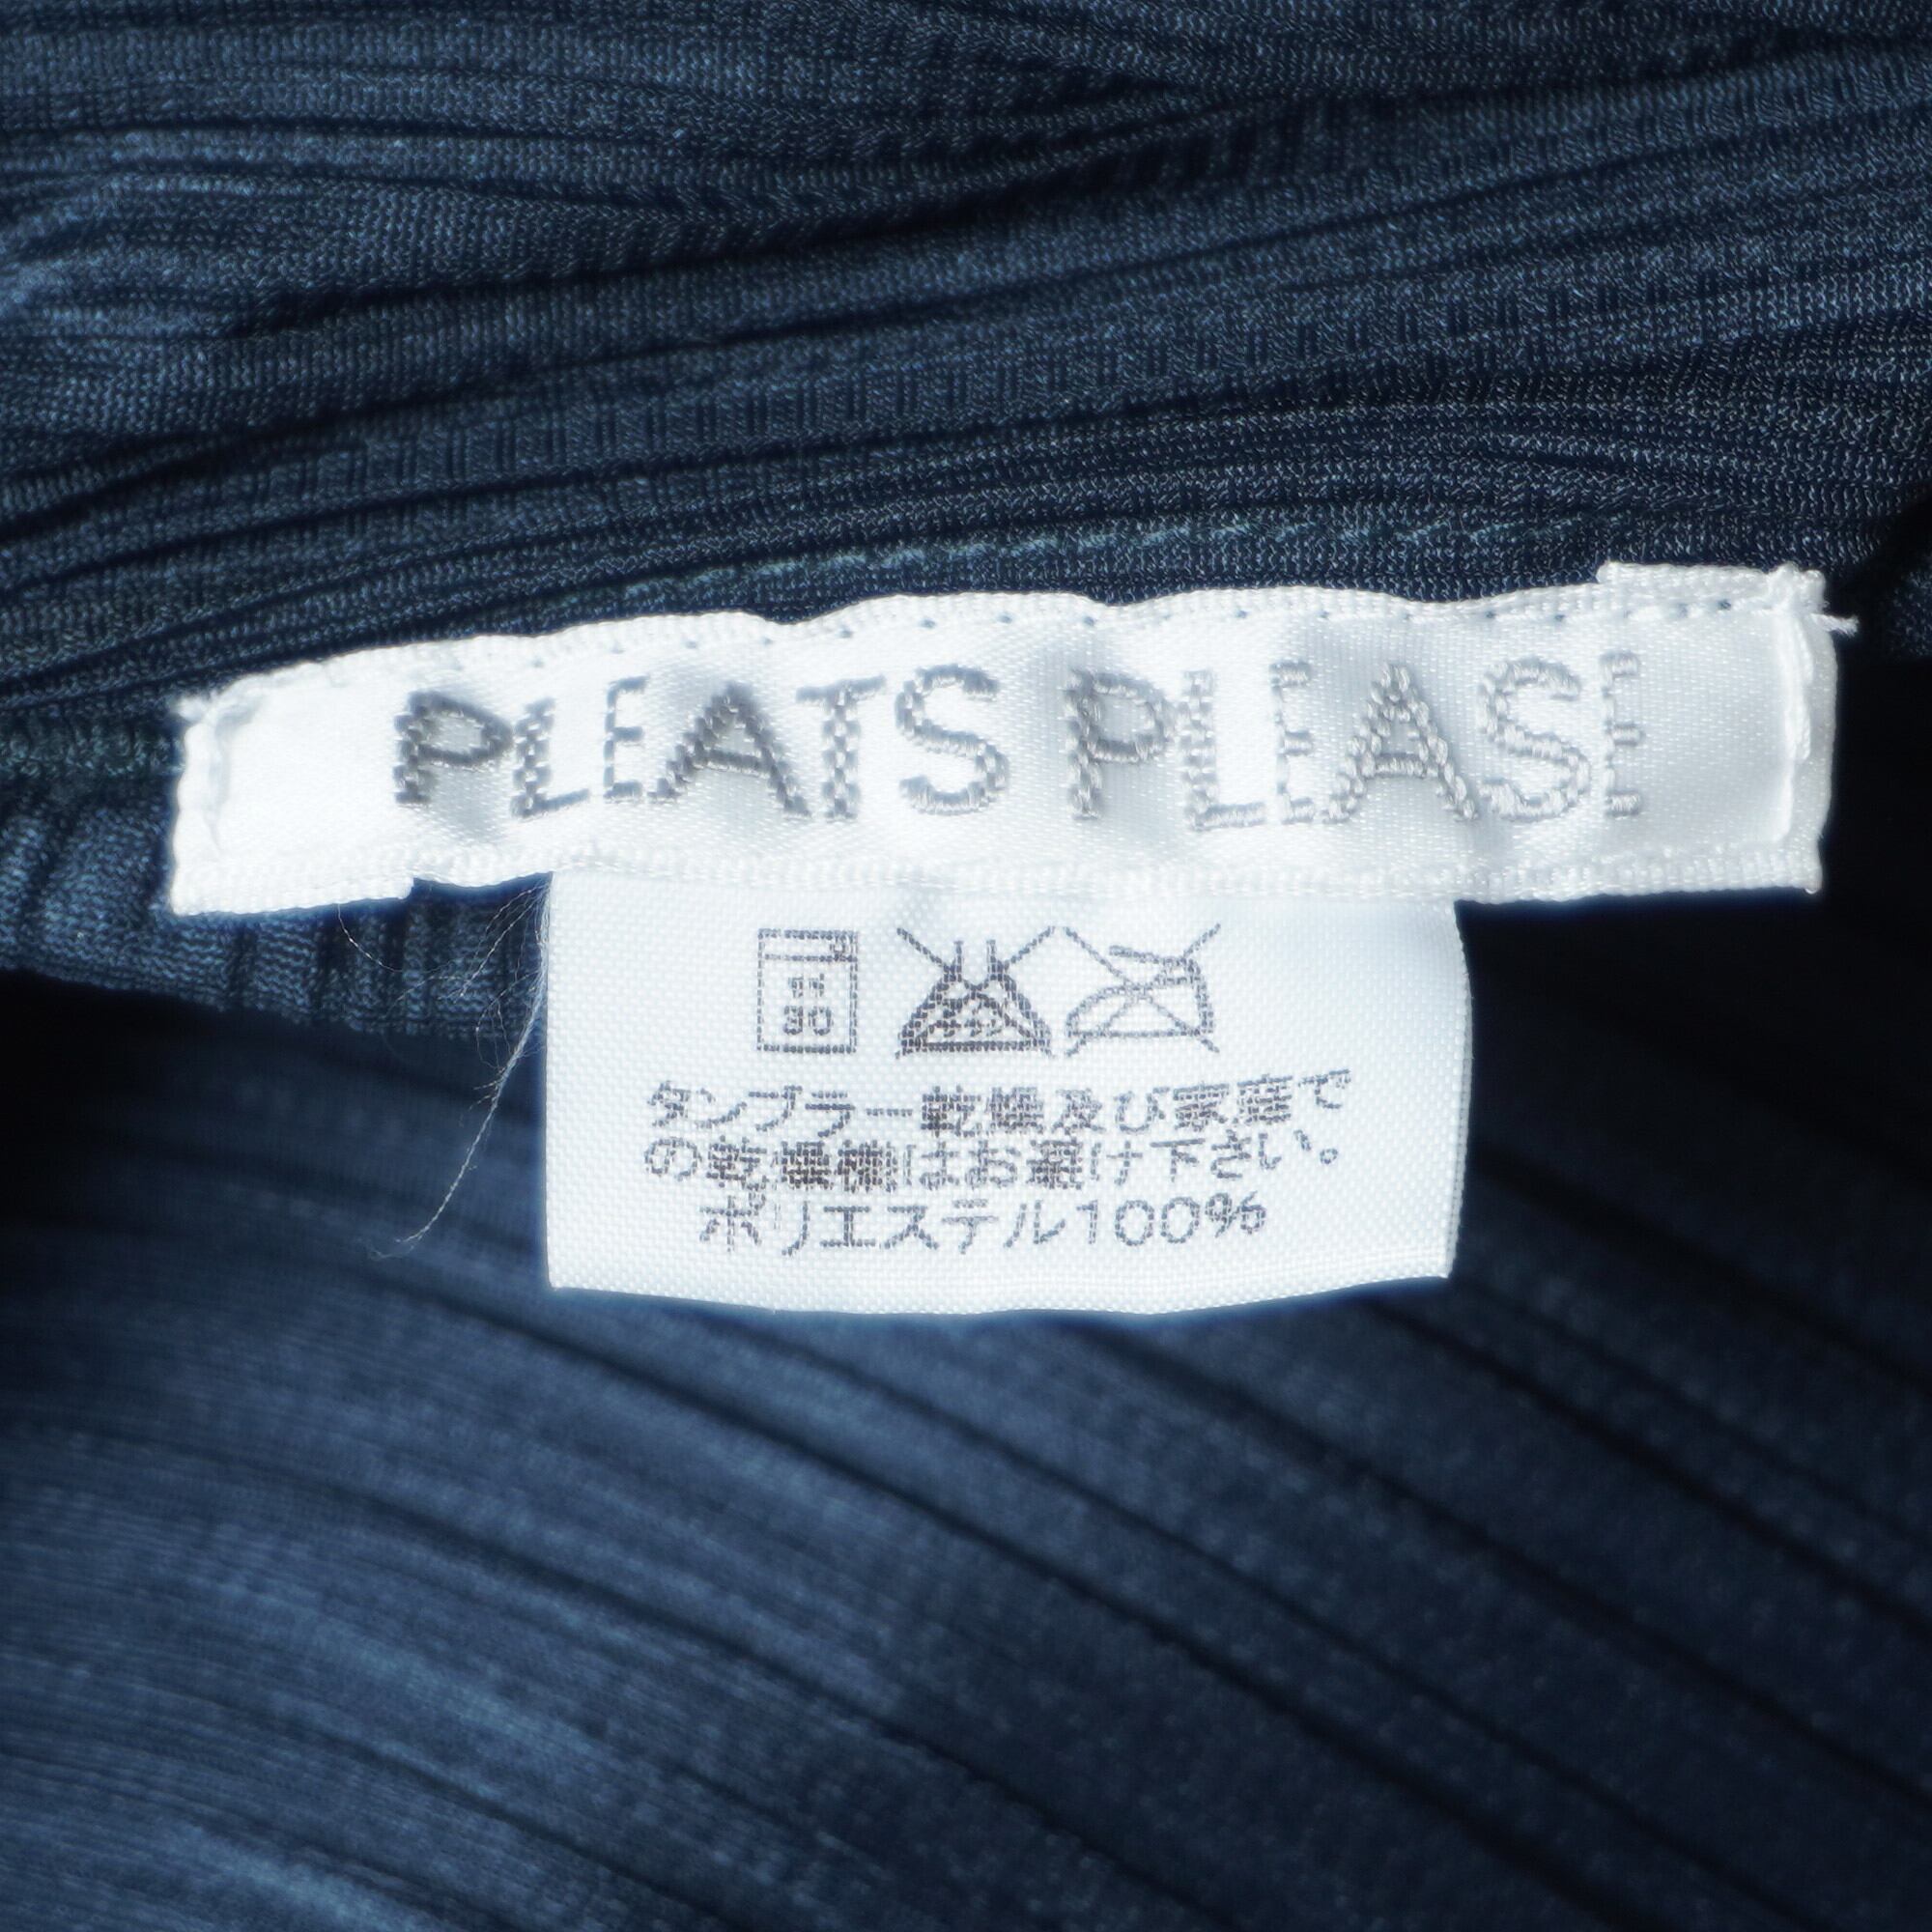 PLEATS PLEASE
30
タンブラー乾燥及び家庭で
の乾燥機はお避け下さい。
ポリエステル100%